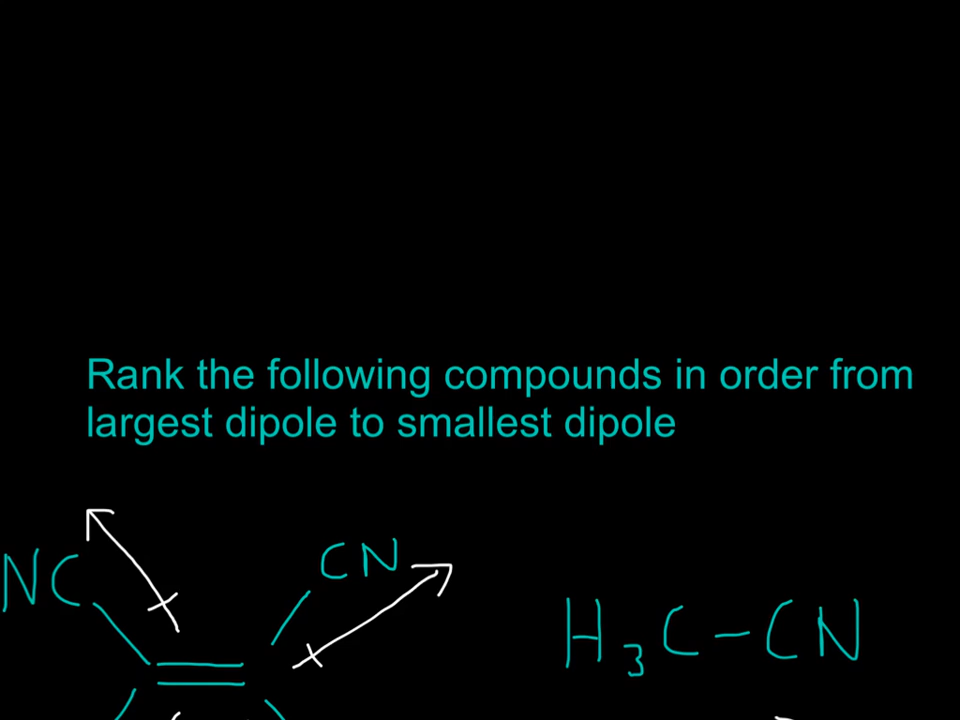 Rank the following compounds in order from
largest dipole to smallest dipole
NC CN
H₃C-CN